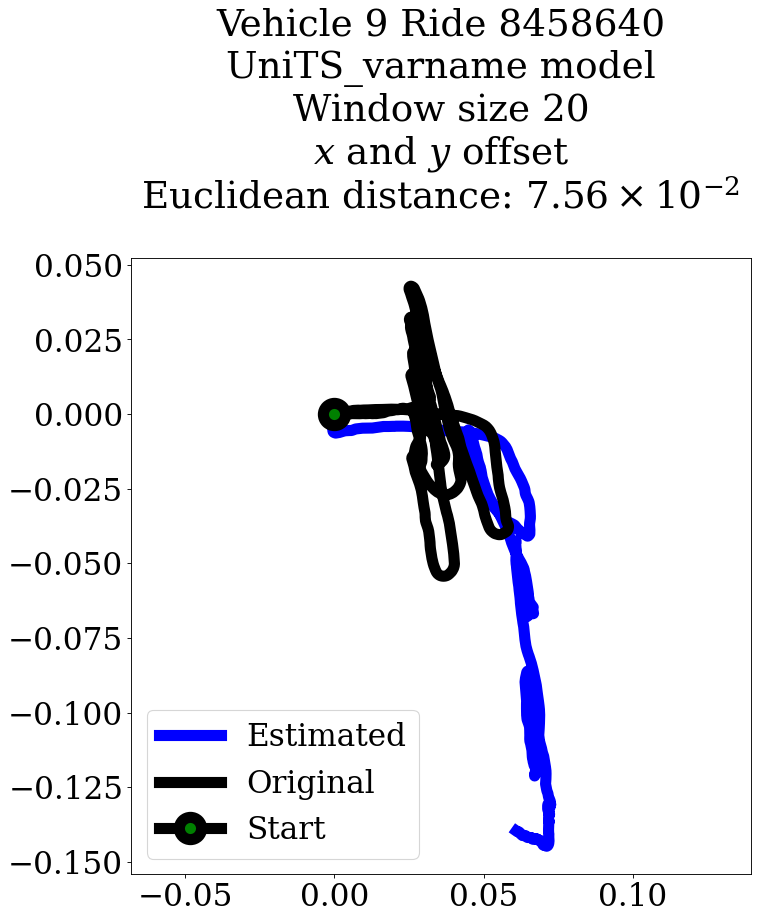 Vehicle 9 Ride 8458640
UniTS_varname model
Window size 20
x and y offset
Euclidean distance: 7.56 × 10⁻²
0.050
0.025
0.000
−0.025
−0.050
−0.075
−0.100
−0.125
−0.150
Estimated
Original
Start
−0.05 0.00 0.05 0.10